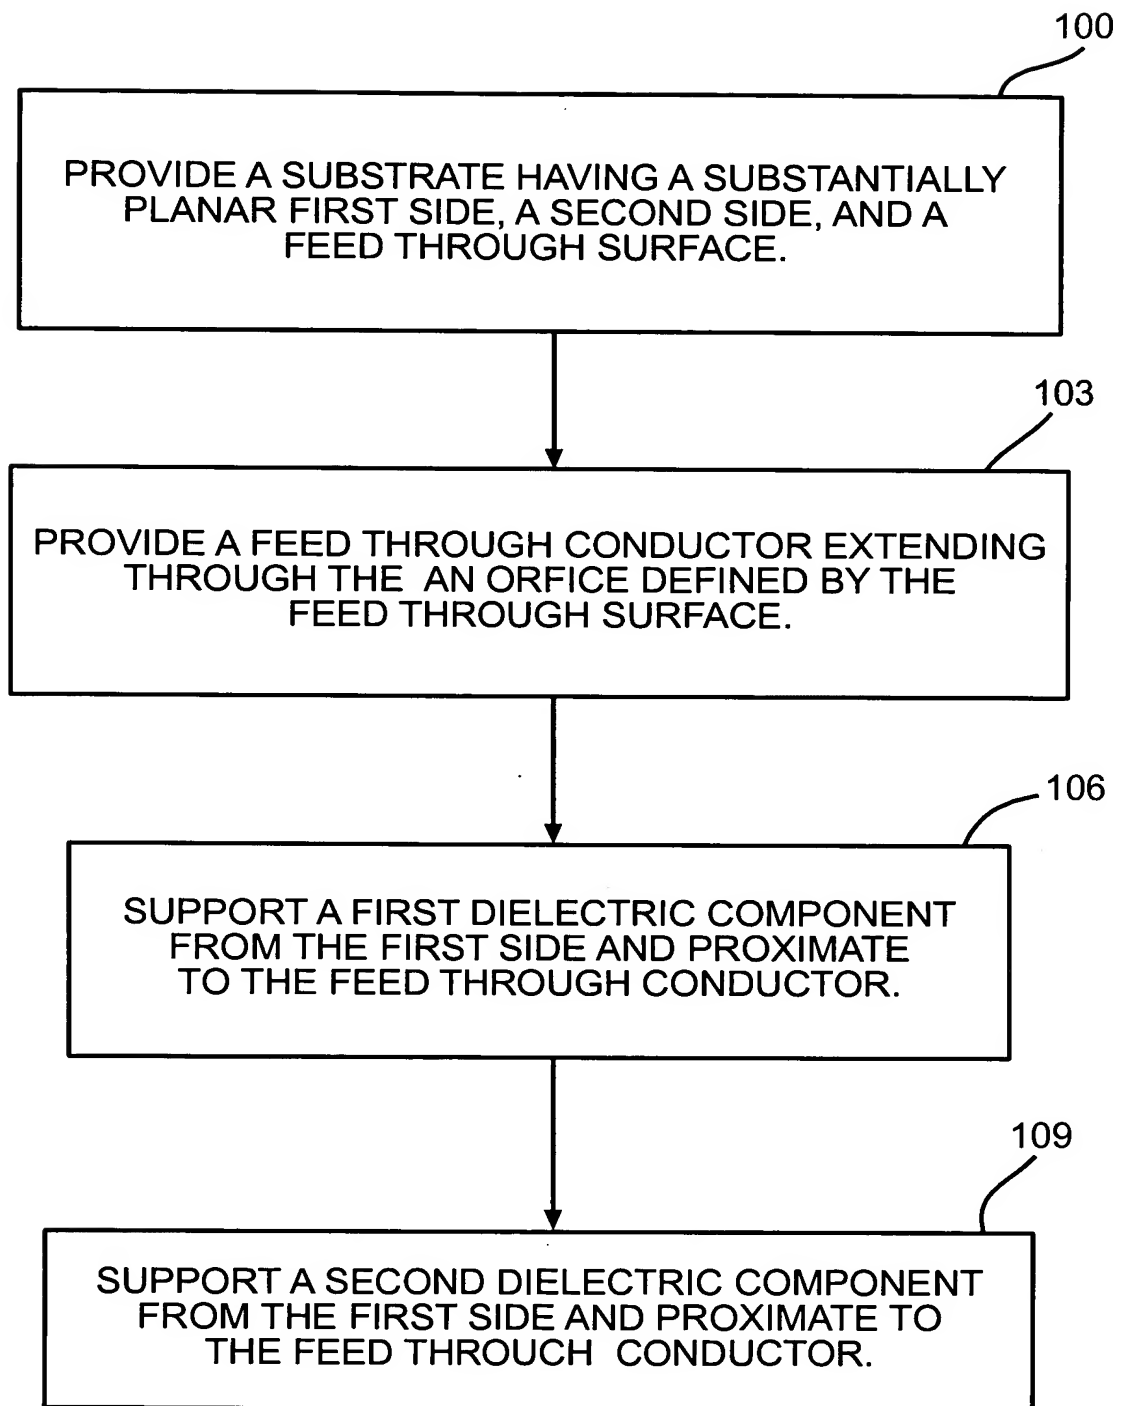 100
PROVIDE A SUBSTRATE HAVING A SUBSTANTIALLY
PLANAR FIRST SIDE, A SECOND SIDE, AND A
FEED THROUGH SURFACE.
103
PROVIDE A FEED THROUGH CONDUCTOR EXTENDING
THROUGH THE AN ORFICE DEFINED BY THE
FEED THROUGH SURFACE.
106
SUPPORT A FIRST DIELECTRIC COMPONENT
FROM THE FIRST SIDE AND PROXIMATE
TO THE FEED THROUGH CONDUCTOR.
109
SUPPORT A SECOND DIELECTRIC COMPONENT
FROM THE FIRST SIDE AND PROXIMATE TO
THE FEED THROUCH CONDUCTOR.